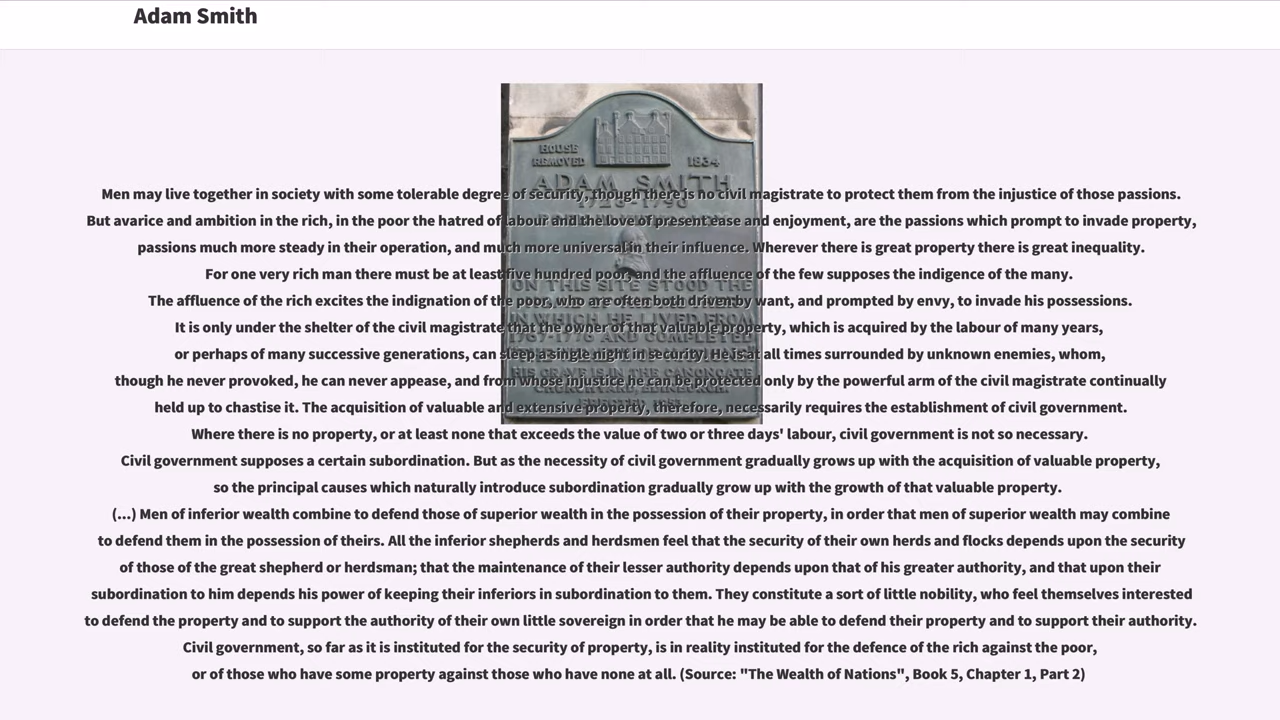 Adam Smith
HOUSE
REMOVED
1834
ADAM SMITH
1723-1790
Men may live together in society with some tolerable degree of security, though there is no civil magistrate to protect them from the injustice of those passions.
But avarice and ambition in the rich, in the poor the hatred of labour and the love of present ease and enjoyment, are the passions which prompt to invade property,
passions much more steady in their operation, and much more universal in their influence. Wherever there is great property there is great inequality.
For one very rich man there must be at least five hundred poor, and the affluence of the few supposes the indigence of the many.
ON THIS SITE STOOD THE
The affluence of the rich excites the indignation of the poor, who are often both driven by want, and prompted by envy, to invade his possessions.
IN WHICH HE LIVED FROM
It is only under the shelter of the civil magistrate that the owner of that valuable property, which is acquired by the labour of many years,
1767-1776 AND COMPLETED
or perhaps of many successive generations, can sleep a single night in security. He is at all times surrounded by unknown enemies, whom,
HIS GRAVE IS IN THE CANONGATE
though he never provoked, he can never appease, and from whose injustice he can be protected only by the powerful arm of the civil magistrate continually
held up to chastise it. The acquisition of valuable and extensive property, therefore, necessarily requires the establishment of civil government.
Where there is no property, or at least none that exceeds the value of two or three days' labour, civil government is not so necessary.
Civil government supposes a certain subordination. But as the necessity of civil government gradually grows up with the acquisition of valuable property,
so the principal causes which naturally introduce subordination gradually grow up with the growth of that valuable property.
(...) Men of inferior wealth combine to defend those of superior wealth in the possession of their property, in order that men of superior wealth may combine
to defend them in the possession of theirs. All the inferior shepherds and herdsmen feel that the security of their own herds and flocks depends upon the security
of those of the great shepherd or herdsman; that the maintenance of their lesser authority depends upon that of his greater authority, and that upon their
subordination to him depends his power of keeping their inferiors in subordination to them. They constitute a sort of little nobility, who feel themselves interested
to defend the property and to support the authority of their own little sovereign in order that he may be able to defend their property and to support their authority.
Civil government, so far as it is instituted for the security of property, is in reality instituted for the defence of the rich against the poor,
or of those who have some property against those who have none at all. (Source: "The Wealth of Nations", Book 5, Chapter 1, Part 2)